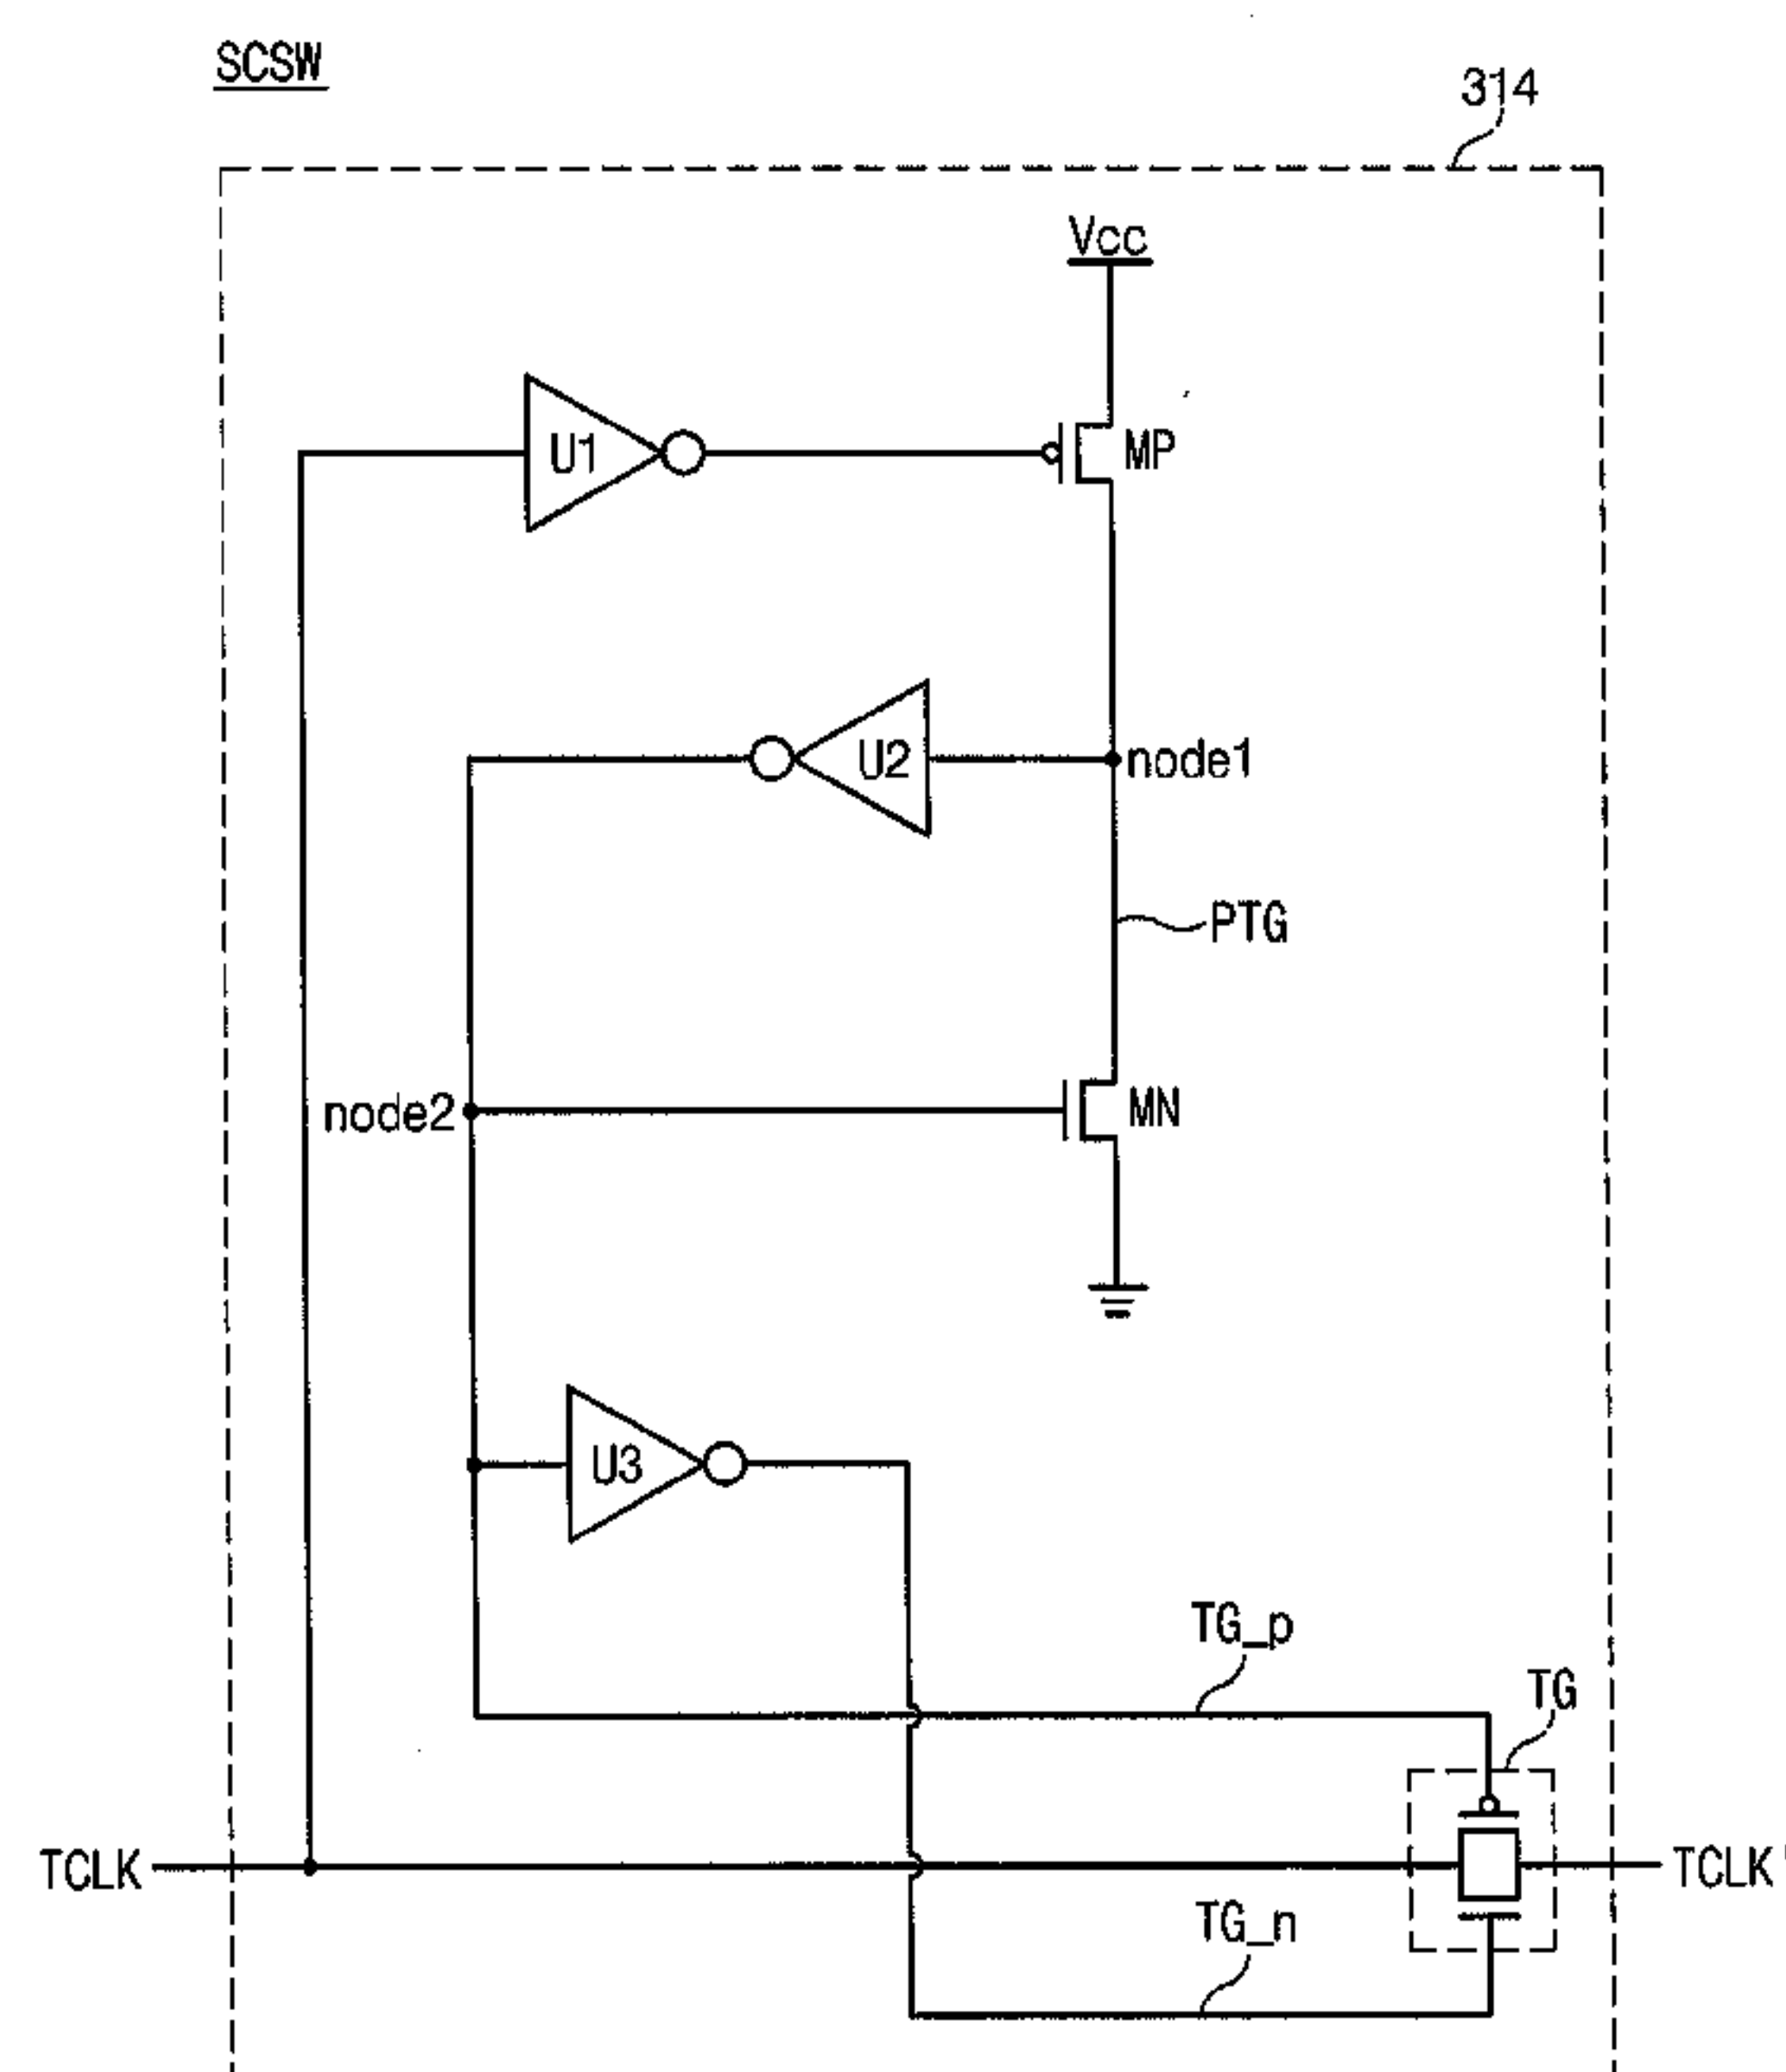 SCSW
314
Vcc
U1
MP
U2
node1
PTG
node2
MN
U3
TG_p
TG
TCLK
TCLK'
TG_n